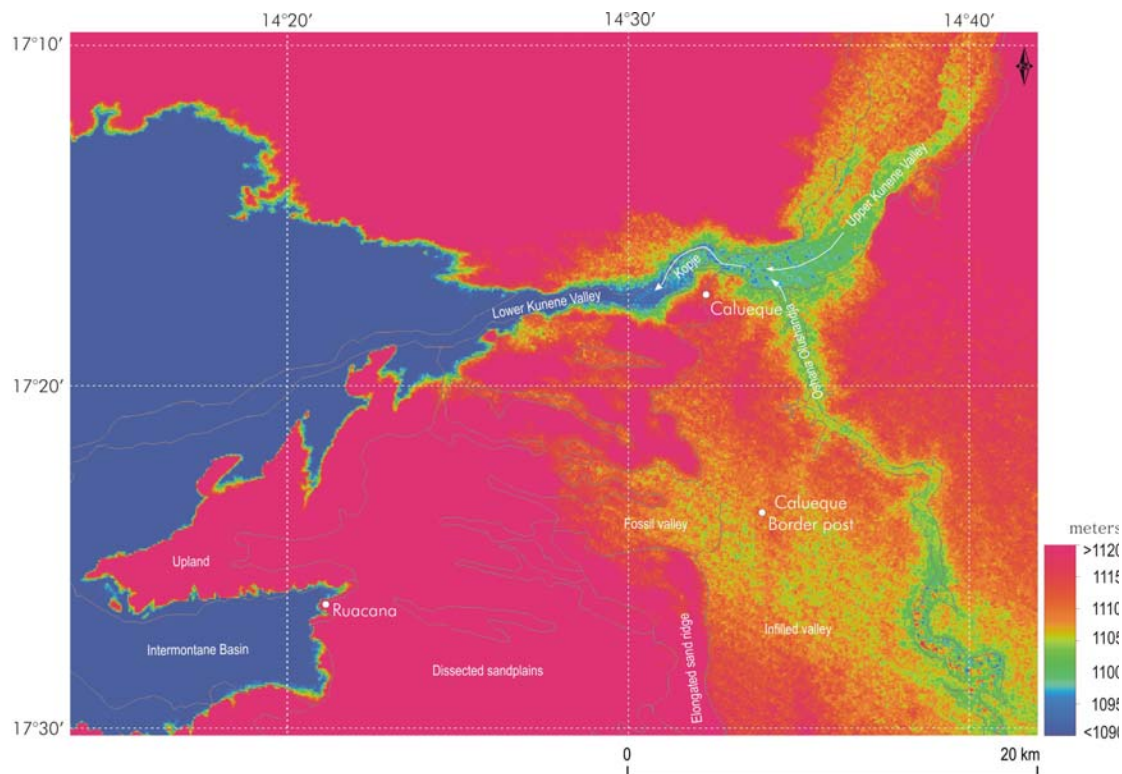 14°20' 14°30' 14°40'
17°10'
Upper Kunene Valley
Kopje
Lower Kunene Valley
Calueque
Oshana Olushandja
17°20'
Calueque
Border post
Fossil valley
Upland
Ruacana
Infilled valley
Intermontane Basin
Dissected sandplains
Elongated sand ridge
17°30'
meters
>1120
1115
1110
1105
1100
1095
<1090
0 20 km